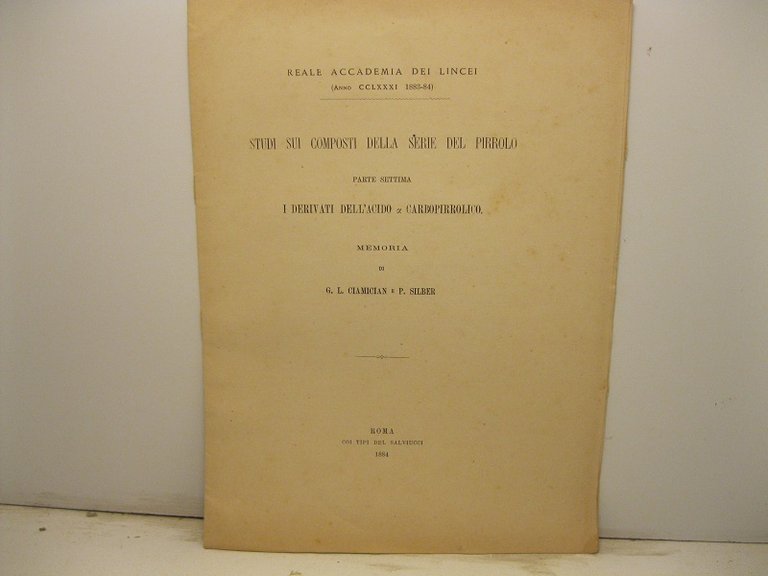 REALE ACCADEMIA DEI LINCEI
(ANNO CCLXXXI 1883-84)
STUDI SUI COMPOSTI DELLA SERIE DEL PIRROLO
PARTE SETTIMA
I DERIVATI DELL'ACIDO α CARBOPIRROLICO.
MEMORIA
DI
G. L. CIAMICIAN E P. SILBER
ROMA
COI TIPI DEL SALVIUCCI
1884